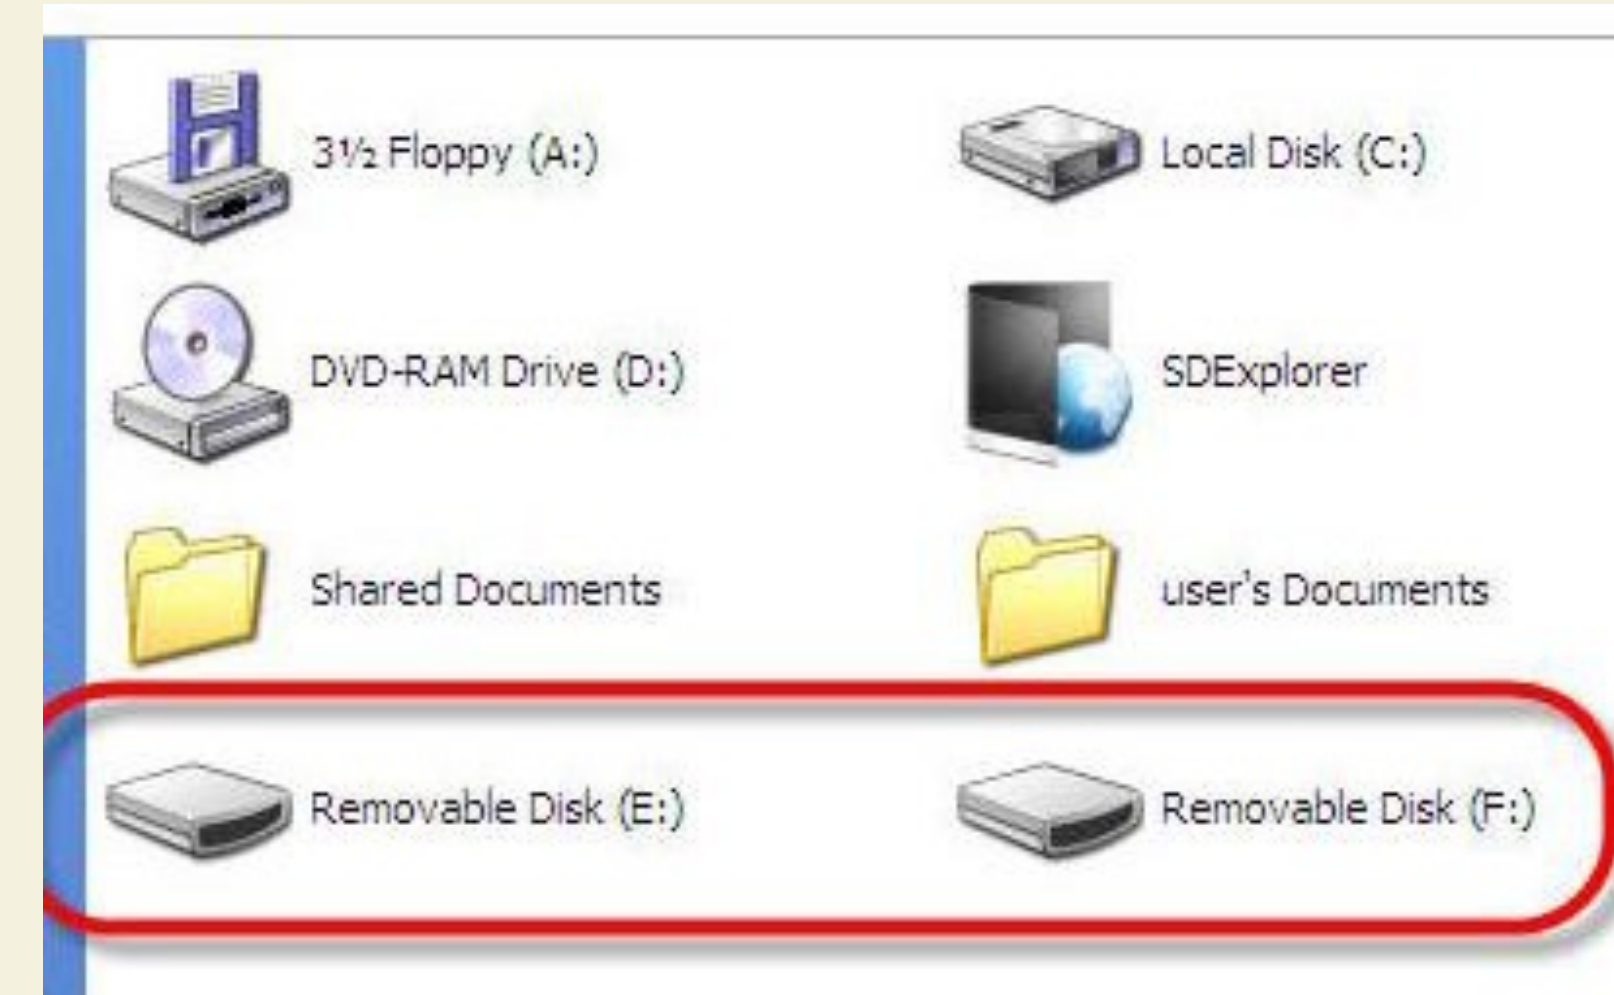 3½ Floppy (A:)
Local Disk (C:)
DVD-RAM Drive (D:)
SDExplorer
Shared Documents
user's Documents
Removable Disk (E:)
Removable Disk (F:)